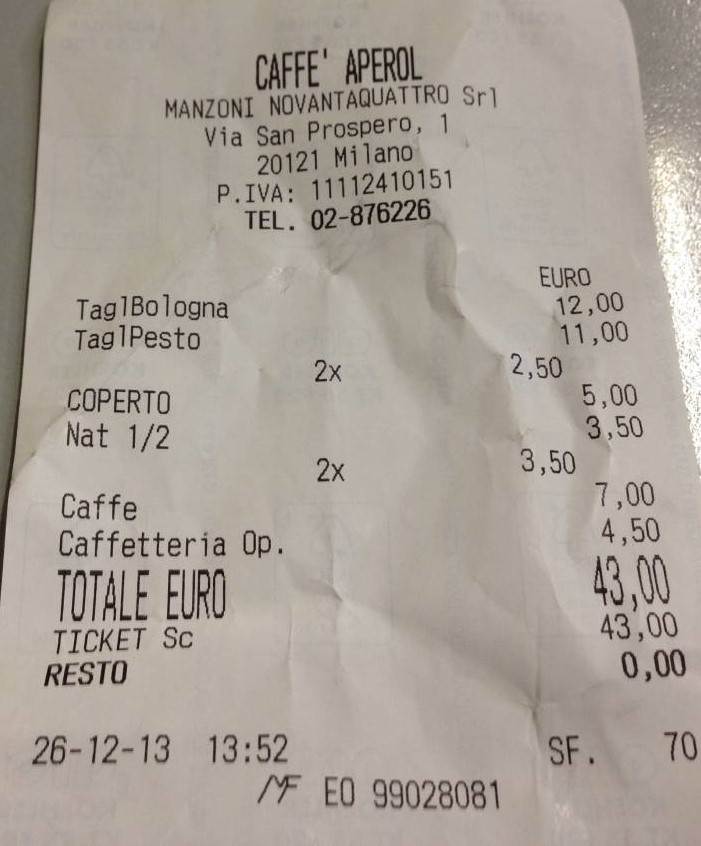 CAFFE' APEROL
MANZONI NOVANTAQUATTRO Srl
Via San Prospero, 1
20121 Milano
P.IVA: 11112410151
TEL. 02-876226
EURO
TaglBologna 12,00
TaglPesto 11,00
2x 2,50
COPERTO 5,00
Nat 1/2 3,50
2x 3,50
Caffe 7,00
Caffetteria Op. 4,50
TOTALE EURO 43,00
TICKET Sc 43,00
RESTO 0,00
26-12-13 13:52 SF. 70
MF EO 99028081